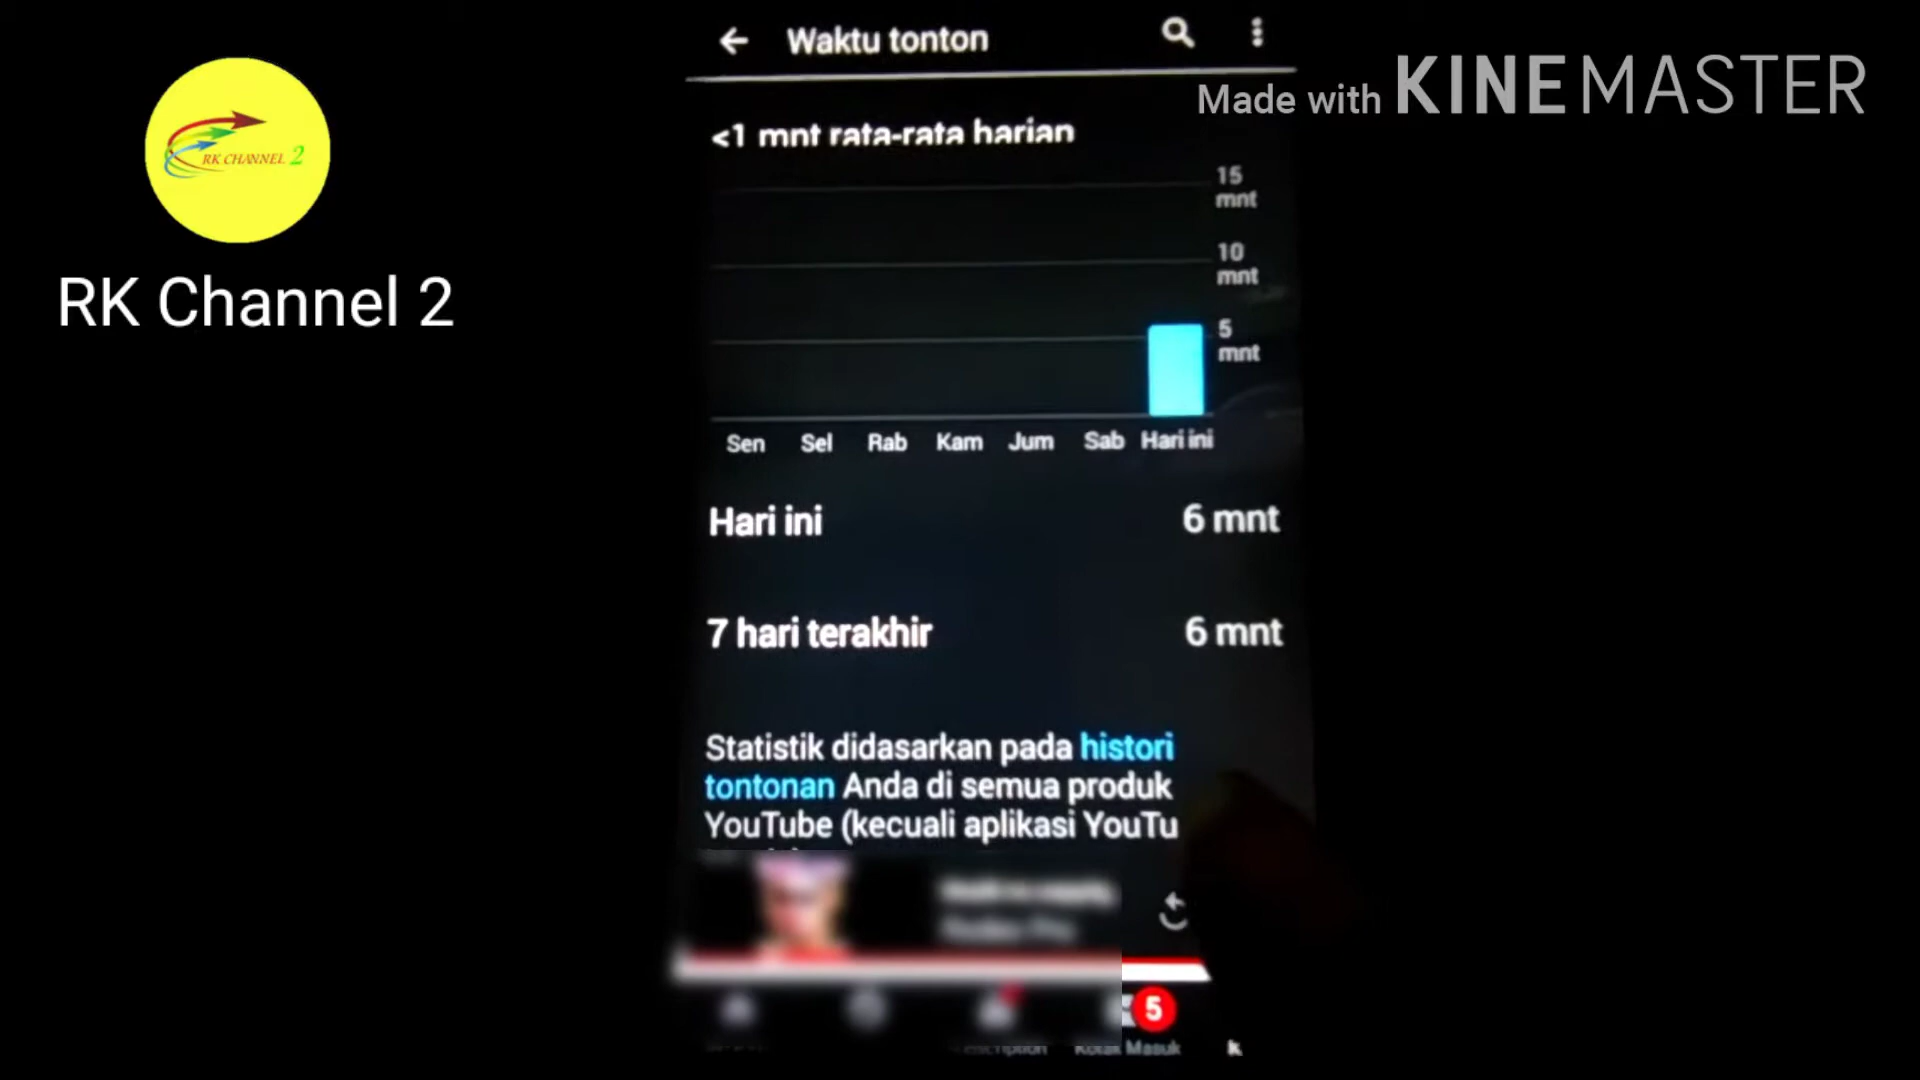 Waktu tonton
Made with KINEMASTER
<1 mnt rata-rata harian
RK CHANNEL 2
RK Channel 2
15
mnt
10
mnt
5
mnt
Sen Sel Rab Kam Jum Sab Hari ini
Hari ini 6 mnt
7 hari terakhir 6 mnt
Statistik didasarkan pada histori
tontonan Anda di semua produk
YouTube (kecuali aplikasi YouTu
5
Kotak Masuk